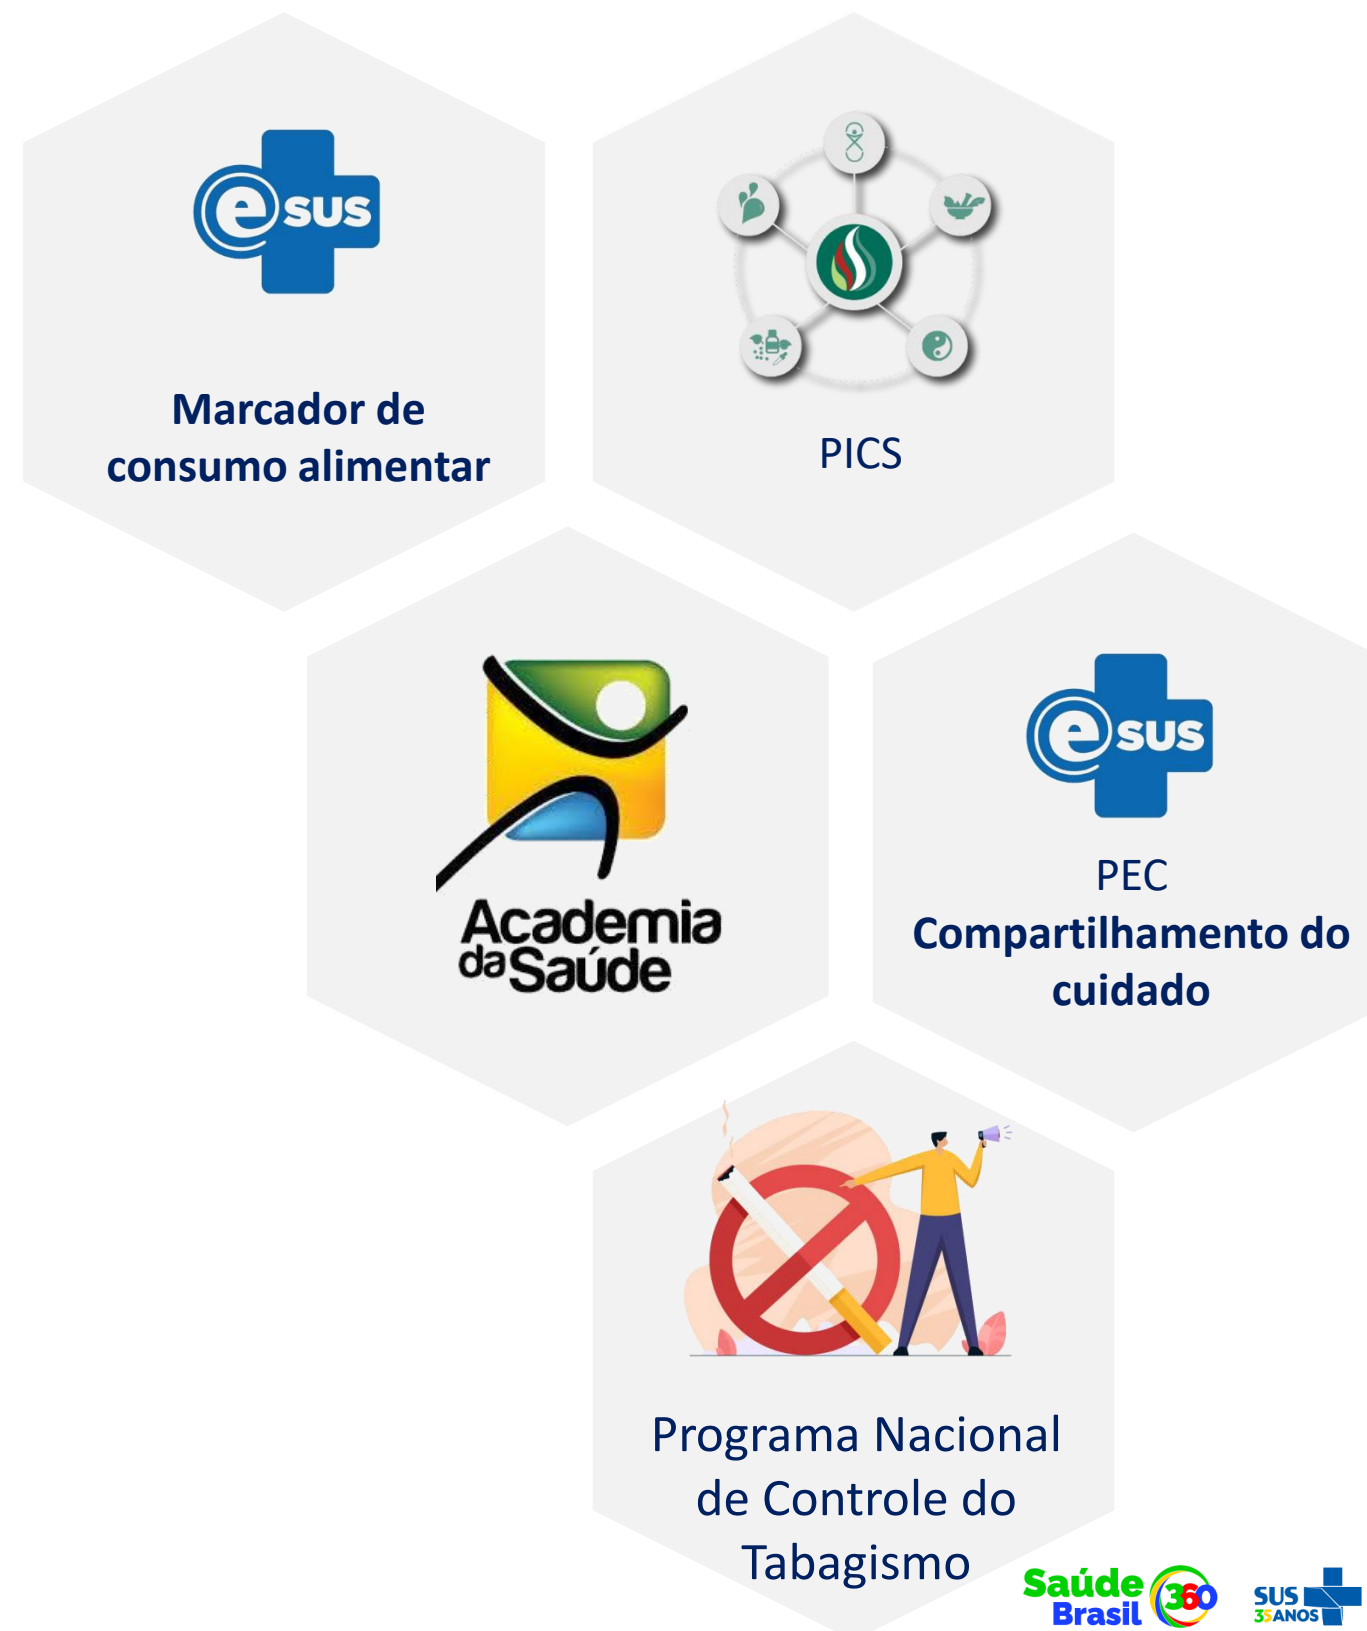 esus
Marcador de
consumo alimentar
PICS
Academia
da Saúde
esus
PEC
Compartilhamento do
cuidado
Programa Nacional
de Controle do
Tabagismo
Saúde
Brasil
360
SUS
35 ANOS